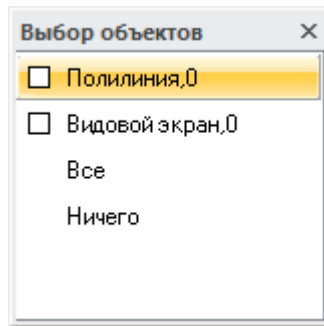 Выбор объектов
Полилиния,0
Видовой экран,0
Все
Ничего